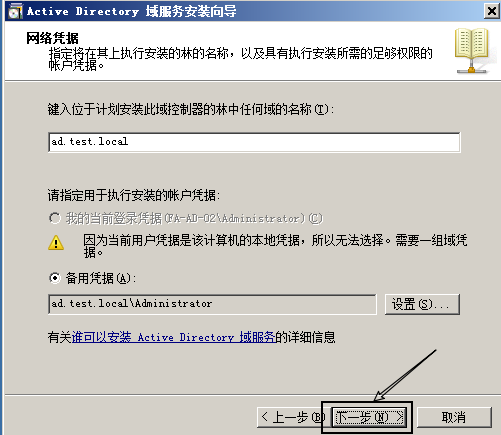 Active Directory 域服务安装向导
网络凭据
指定将在其上执行安装的林的名称，以及具有执行安装所需的足够权限的
帐户凭据。
键入位于计划安装此域控制器的林中任何域的名称(T):
ad.test.local
请指定用于执行安装的帐户凭据:
我的当前登录凭据(FA-AD-02\Administrator)(C)
因为当前用户凭据是该计算机的本地凭据，所以无法选择。需要一组域凭
据。
备用凭据(A):
ad.test.local\Administrator
设置(S)...
有关谁可以安装 Active Directory 域服务的详细信息
< 上一步(B)
下一步(N) >
取消